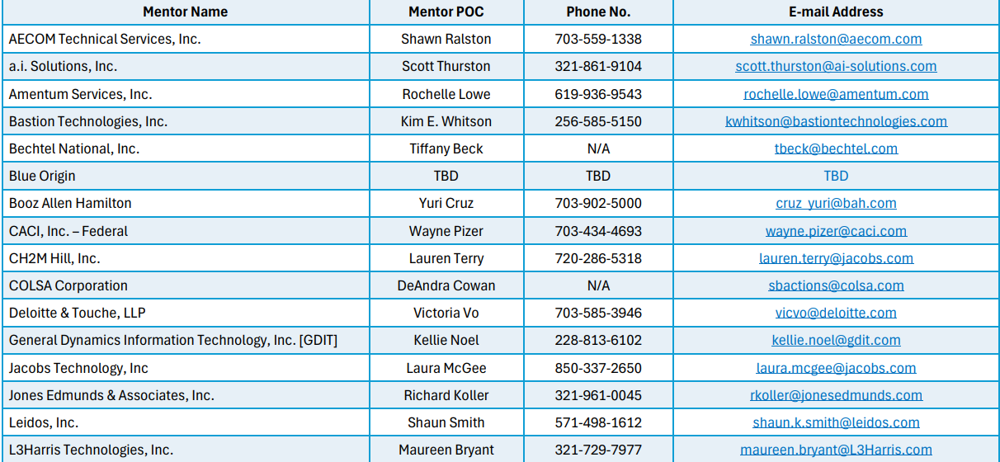 Mentor Name Mentor POC Phone No. E-mail Address
AECOM Technical Services, Inc. Shawn Ralston 703-559-1338 shawn.ralston@aecom.com
a.i. Solutions, Inc. Scott Thurston 321-861-9104 scott.thurston@ai-solutions.com
Amentum Services, Inc. Rochelle Lowe 619-936-9543 rochelle.lowe@amentum.com
Bastion Technologies, Inc. Kim E. Whitson 256-585-5150 kwhitson@bastiontechnologies.com
Bechtel National, Inc. Tiffany Beck N/A tbeck@bechtel.com
Blue Origin TBD TBD TBD
Booz Allen Hamilton Yuri Cruz 703-902-5000 cruz_yuri@bah.com
CACI, Inc. – Federal Wayne Pizer 703-434-4693 wayne.pizer@caci.com
CH2M Hill, Inc. Lauren Terry 720-286-5318 lauren.terry@jacobs.com
COLSA Corporation DeAndra Cowan N/A sbactions@colsa.com
Deloitte & Touche, LLP Victoria Vo 703-585-3946 vicvo@deloitte.com
General Dynamics Information Technology, Inc. [GDIT] Kellie Noel 228-813-6102 kellie.noel@gdit.com
Jacobs Technology, Inc Laura McGee 850-337-2650 laura.mcgee@jacobs.com
Jones Edmunds & Associates, Inc. Richard Koller 321-961-0045 rkoller@jonesedmunds.com
Leidos, Inc. Shaun Smith 571-498-1612 shaun.k.smith@leidos.com
L3Harris Technologies, Inc. Maureen Bryant 321-729-7977 maureen.bryant@L3Harris.com